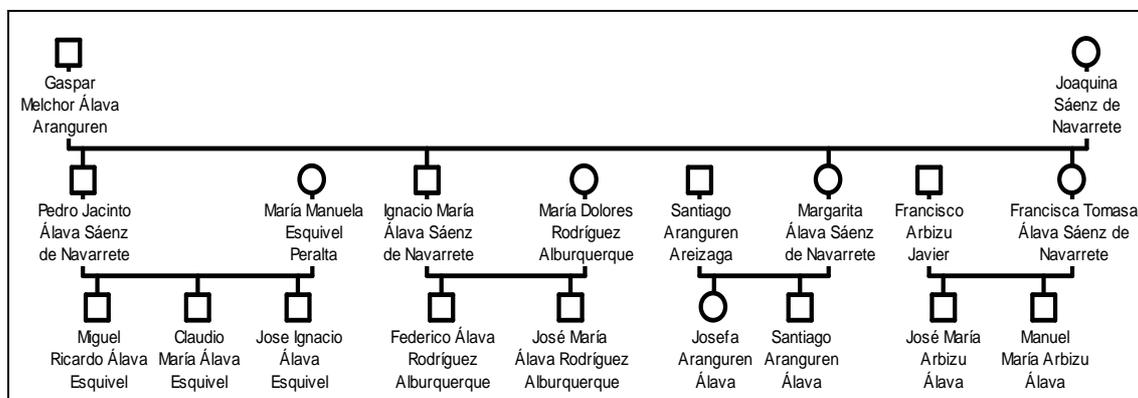 Gaspar
Melchor Álava
Aranguren
Joaquina
Sáenz de
Navarrete
Pedro Jacinto
Álava Sáenz
de Navarrete
María Manuela
Esquivel
Peralta
Ignacio María
Álava Sáenz
de Navarrete
María Dolores
Rodríguez
Alburquerque
Santiago
Aranguren
Areizaga
Margarita
Álava Sáenz
de Navarrete
Francisco
Arbizu
Javier
Francisca Tomasa
Álava Sáenz de
Navarrete
Miguel
Ricardo Álava
Esquivel
Claudio
María Álava
Esquivel
Jose Ignacio
Álava
Esquivel
Federico Álava
Rodríguez
Alburquerque
José María
Álava Rodríguez
Alburquerque
Josefa
Aranguren
Álava
Santiago
Aranguren
Álava
José María
Arbizu
Álava
Manuel
María Arbizu
Álava